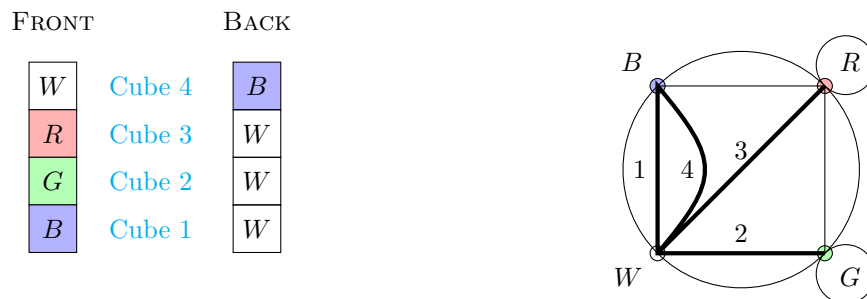 FRONT BACK
W Cube 4 B
R Cube 3 W
G Cube 2 W
B Cube 1 W
B R
3
1 4
2
W G